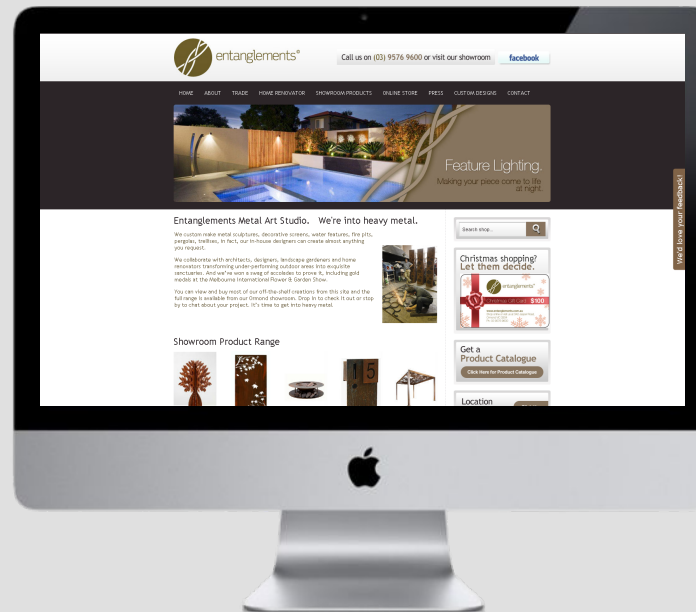 entanglements®
Call us on (03) 9576 9600 or visit our showroom
facebook
HOME ABOUT TRADE HOME RENOVATOR SHOWROOM PRODUCTS ONLINE STORE PRESS CUSTOM DESIGNS CONTACT
Feature Lighting.
Making your piece come to life
at night.
We'd love your feedback!
Entanglements Metal Art Studio. We're into heavy metal.
We custom make metal sculptures, decorative screens, water features, fire pits,
pergolas, trellises, in fact, our in-house designers can create almost anything
you request.
We collaborate with architects, designers, landscape gardeners and home
renovators transforming under-performing outdoor areas into exquisite
sanctuaries. And we've won a swag of accolades to prove it, including gold
medals at the Melbourne International Flower & Garden Show.
You can view and buy most of our off-the-shelf creations from this site and the
full range is available from our Ormond showroom. Drop in to check it out or stop
by to chat about your project. It's time to get into heavy metal.
Showroom Product Range
15
Search shop...
Christmas shopping?
Let them decide.
entanglements®
Christmas Gift Card $100
www.entanglements.com.au
Get a
Product Catalogue
Click Here for Product Catalogue
Location